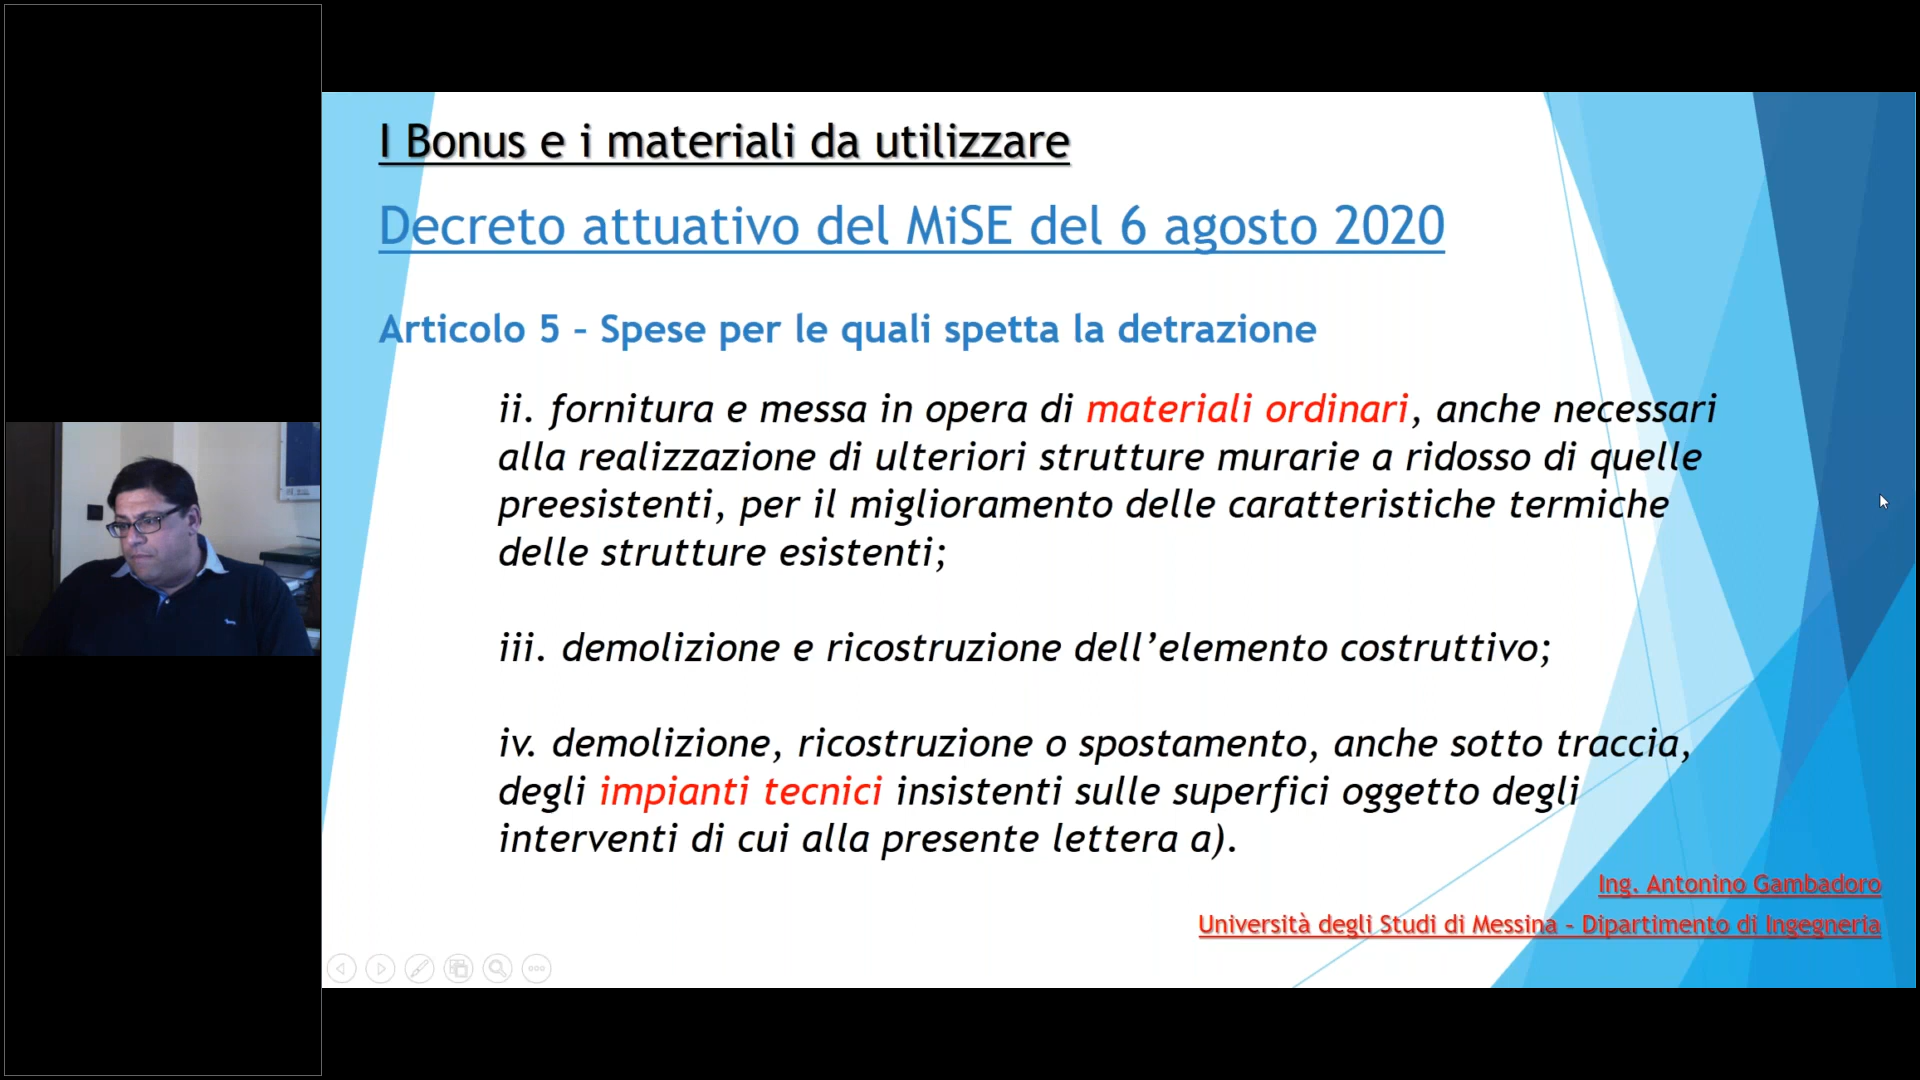 I Bonus e i materiali da utilizzare
Decreto attuativo del MiSE del 6 agosto 2020
Articolo 5 – Spese per le quali spetta la detrazione
ii. fornitura e messa in opera di materiali ordinari, anche necessari
alla realizzazione di ulteriori strutture murarie a ridosso di quelle
preesistenti, per il miglioramento delle caratteristiche termiche
delle strutture esistenti;
iii. demolizione e ricostruzione dell’elemento costruttivo;
iv. demolizione, ricostruzione o spostamento, anche sotto traccia,
degli impianti tecnici insistenti sulle superfici oggetto degli
interventi di cui alla presente lettera a).
Ing. Antonino Gambadoro
Università degli Studi di Messina – Dipartimento di Ingegneria